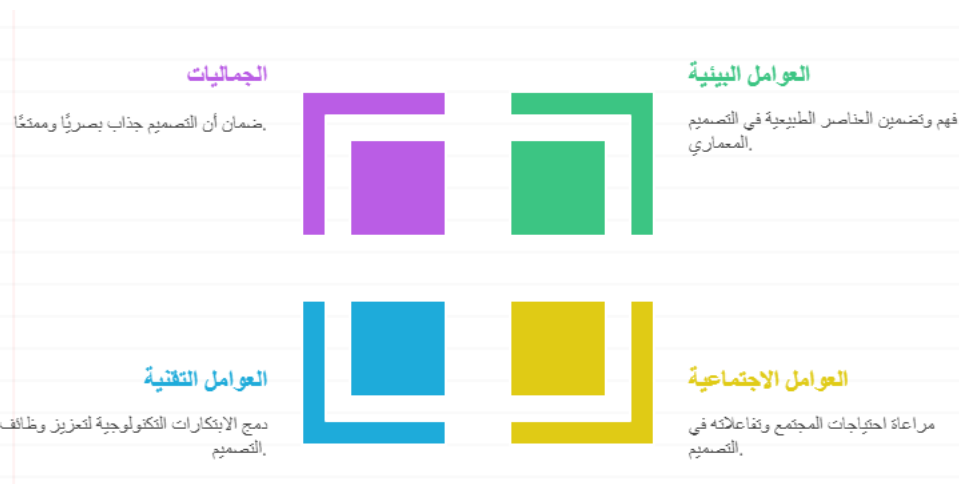 العوامل البيئية
فهم وتضمين العناصر الطبيعية في التصميم
المعماري.
الجماليات
ضمان أن التصميم جذاب بصريًا وممتعًا.
العوامل الاجتماعية
مراعاة احتياجات المجتمع وتفاعلاته في
التصميم.
العوامل التقنية
دمج الابتكارات التكنولوجية لتعزيز وظائف
التصميم.